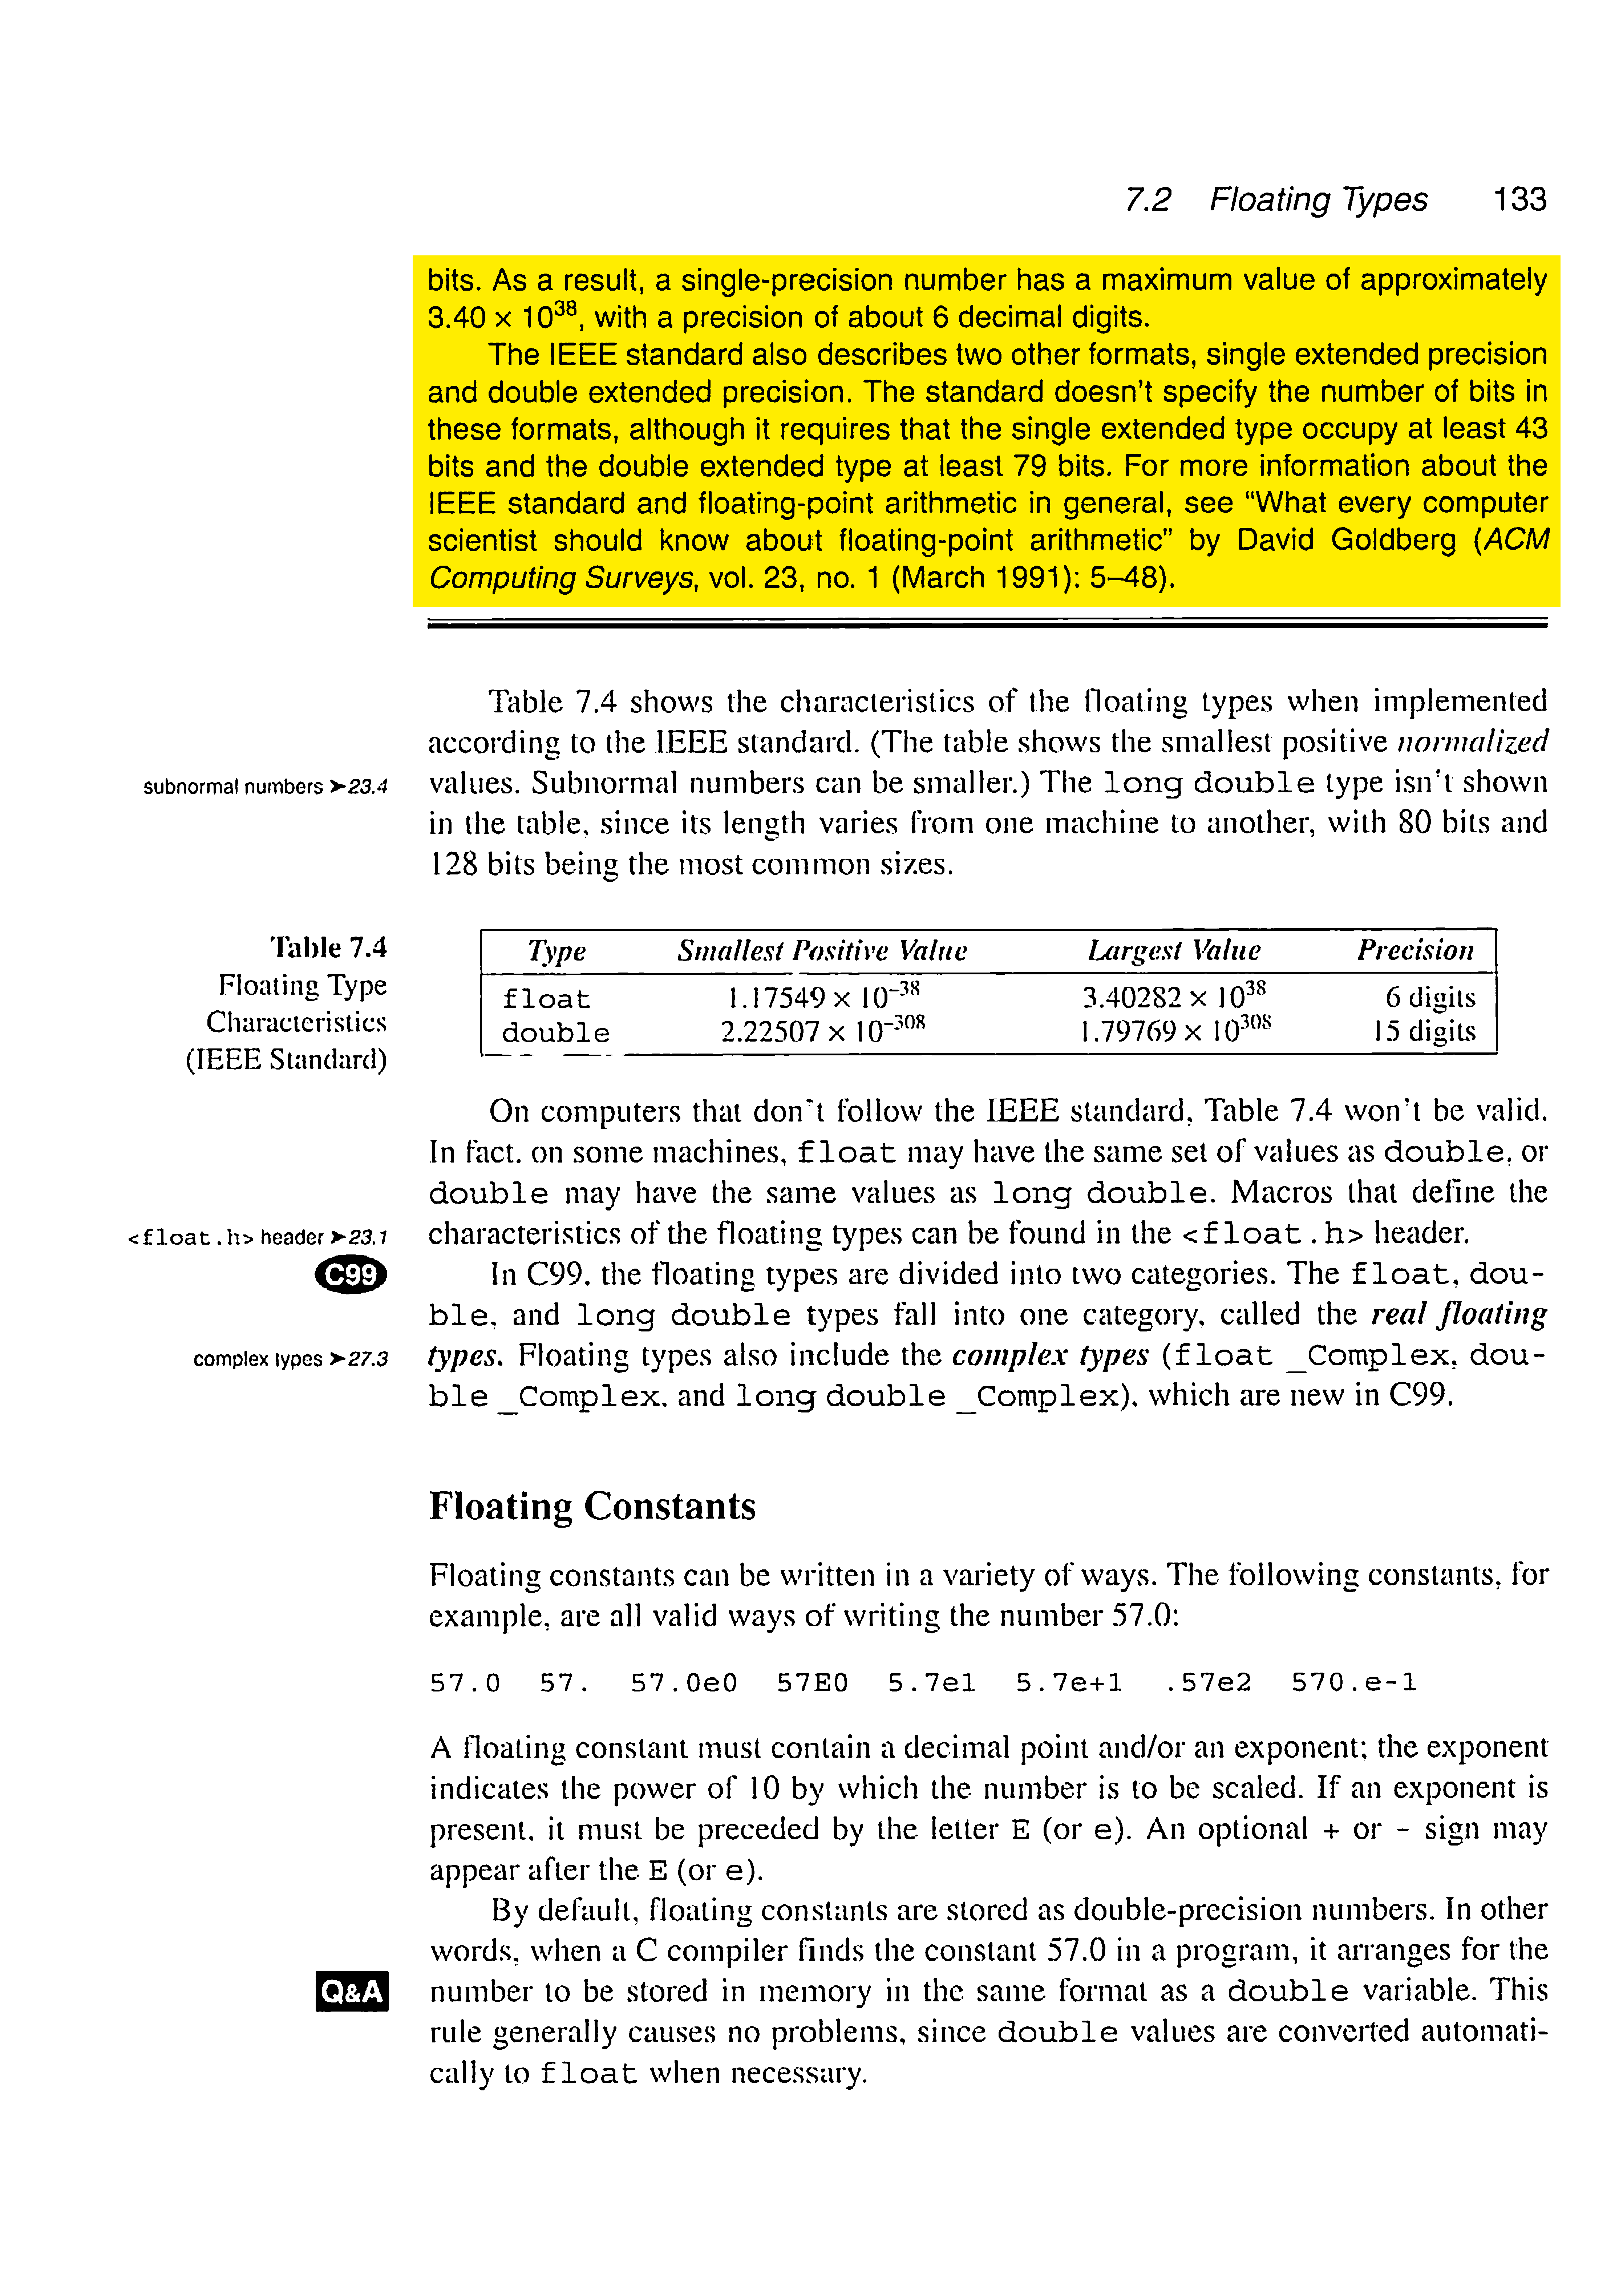 7.2 Floating Types 133
bits. As a result, a single-precision number has a maximum value of approximately
3.40 × 10³⁸, with a precision of about 6 decimal digits.
The IEEE standard also describes two other formats, single extended precision
and double extended precision. The standard doesn't specify the number of bits in
these formats, although it requires that the single extended type occupy at least 43
bits and the double extended type at least 79 bits. For more information about the
IEEE standard and floating-point arithmetic in general, see "What every computer
scientist should know about floating-point arithmetic" by David Goldberg (ACM
Computing Surveys, vol. 23, no. 1 (March 1991): 5–48).
Table 7.4 shows the characteristics of the floating types when implemented
according to the IEEE standard. (The table shows the smallest positive normalized
subnormal numbers ➤23.4
values. Subnormal numbers can be smaller.) The long double type isn't shown
in the table, since its length varies from one machine to another, with 80 bits and
128 bits being the most common sizes.
Table 7.4
Floating Type
Characteristics
(IEEE Standard)
Type Smallest Positive Value Largest Value Precision
float 1.17549 × 10⁻³⁸ 3.40282 × 10³⁸ 6 digits
double 2.22507 × 10⁻³⁰⁸ 1.79769 × 10³⁰⁸ 15 digits
On computers that don't follow the IEEE standard, Table 7.4 won't be valid.
In fact, on some machines, float may have the same set of values as double, or
double may have the same values as long double. Macros that define the
<float.h> header ➤23.1
characteristics of the floating types can be found in the <float.h> header.
C99
In C99, the floating types are divided into two categories. The float, dou-
ble, and long double types fall into one category, called the real floating
complex types ➤27.3
types. Floating types also include the complex types (float _Complex, dou-
ble _Complex, and long double _Complex), which are new in C99.
Floating Constants
Floating constants can be written in a variety of ways. The following constants, for
example, are all valid ways of writing the number 57.0:
57.0 57. 57.0e0 57E0 5.7e1 5.7e+1 .57e2 570.e-1
A floating constant must contain a decimal point and/or an exponent; the exponent
indicates the power of 10 by which the number is to be scaled. If an exponent is
present, it must be preceded by the letter E (or e). An optional + or - sign may
appear after the E (or e).
By default, floating constants are stored as double-precision numbers. In other
words, when a C compiler finds the constant 57.0 in a program, it arranges for the
Q&A
number to be stored in memory in the same format as a double variable. This
rule generally causes no problems, since double values are converted automati-
cally to float when necessary.